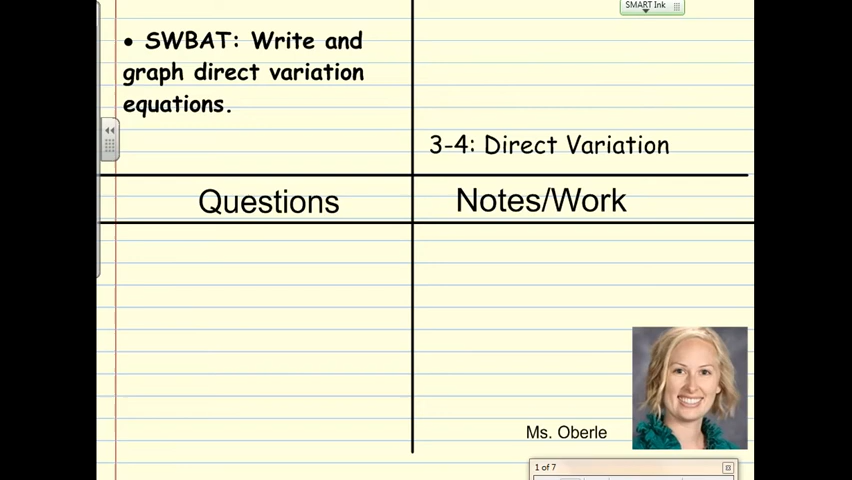 SMART Ink
• SWBAT: Write and
graph direct variation
equations.
3-4: Direct Variation
Questions
Notes/Work
Ms. Oberle
1 of 7